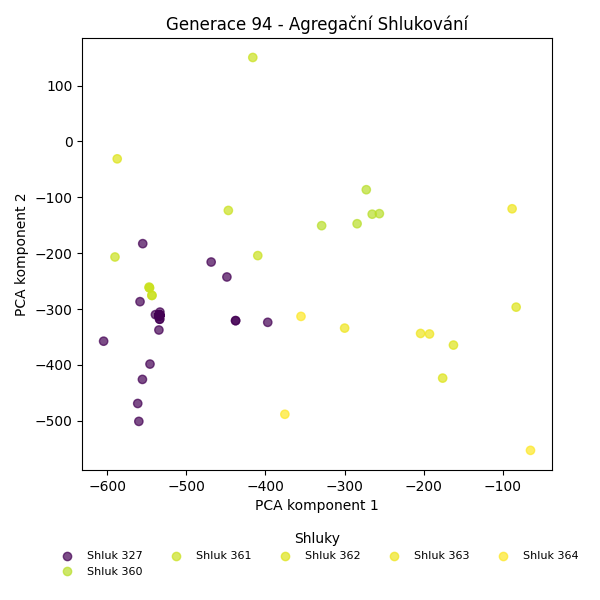 Generace 94 - Agregační Shlukování
PCA komponent 2
100
0
−100
−200
−300
−400
−500
−600 −500 −400 −300 −200 −100
PCA komponent 1
Shluky
Shluk 327 Shluk 361 Shluk 362 Shluk 363 Shluk 364
Shluk 360